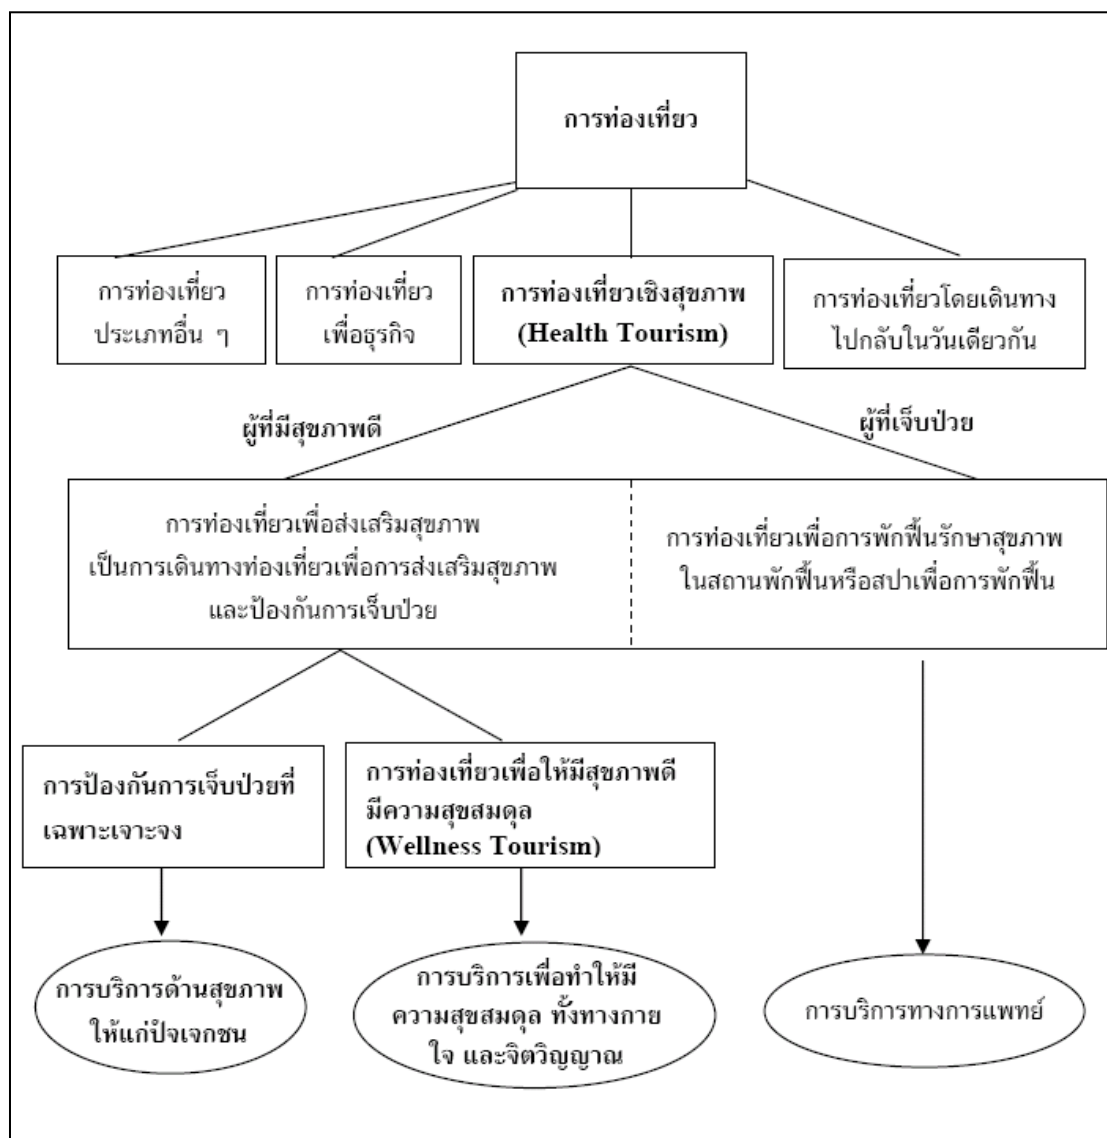 การท่องเที่ยว
การท่องเที่ยว
ประเภทอื่น ๆ
การท่องเที่ยว
เพื่อธุรกิจ
การท่องเที่ยวเชิงสุขภาพ
(Health Tourism)
การท่องเที่ยวโดยเดินทาง
ไปกลับในวันเดียวกัน
ผู้ที่มีสุขภาพดี
ผู้ที่เจ็บป่วย
การท่องเที่ยวเพื่อส่งเสริมสุขภาพ
เป็นการเดินทางท่องเที่ยวเพื่อการส่งเสริมสุขภาพ
และป้องกันการเจ็บป่วย
การท่องเที่ยวเพื่อการพักฟื้นรักษาสุขภาพ
ในสถานพักฟื้นหรือสปาเพื่อการพักฟื้น
การป้องกันการเจ็บป่วยที่
เฉพาะเจาะจง
การท่องเที่ยวเพื่อให้มีสุขภาพดี
มีความสุขสมดุล
(Wellness Tourism)
การบริการด้านสุขภาพ
ให้แก่ปัจเจกชน
การบริการเพื่อทำให้มี
ความสุขสมดุล ทั้งทางกาย
ใจ และจิตวิญญาณ
การบริการทางการแพทย์